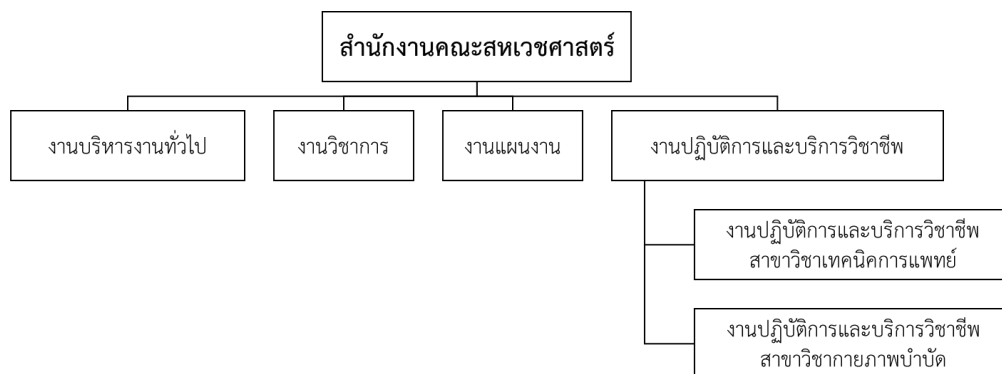 สำนักงานคณะสหเวชศาสตร์
งานบริหารงานทั่วไป
งานวิชาการ
งานแผนงาน
งานปฏิบัติการและบริการวิชาชีพ
งานปฏิบัติการและบริการวิชาชีพ
สาขาวิชาเทคนิคการแพทย์
งานปฏิบัติการและบริการวิชาชีพ
สาขาวิชากายภาพบำบัด